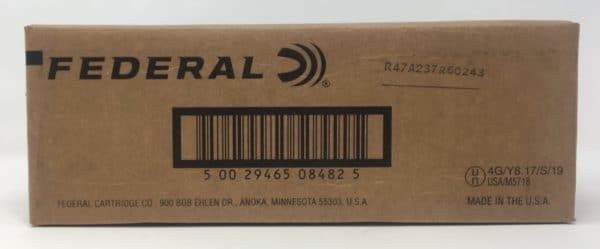 FEDERAL ®
R47A237R60243
5 00 29465 08482 5
4G/Y8.17/S/19
USA/M5718
FEDERAL CARTRIDGE CO. 900 BOB EHLEN DR., ANOKA, MINNESOTA 55303, U.S.A.
MADE IN THE U.S.A.